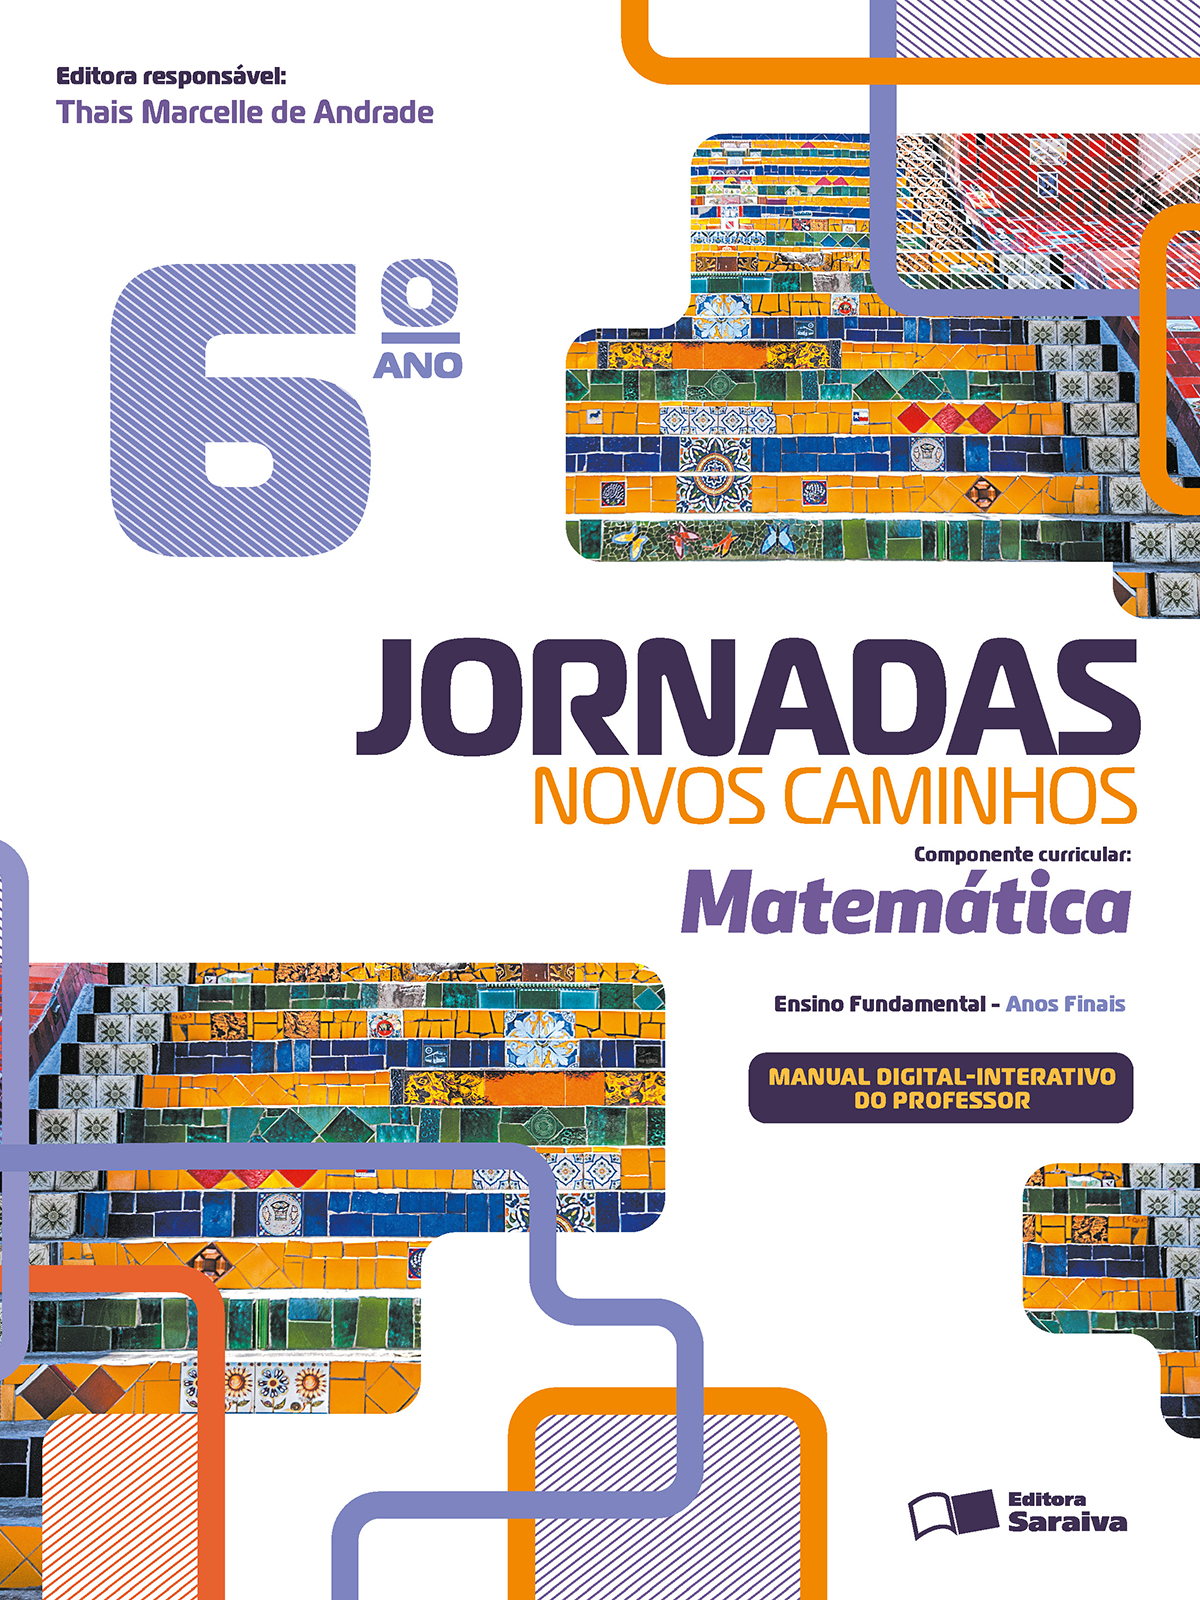 Editora responsável:
Thais Marcelle de Andrade
6º
ANO
JORNADAS
NOVOS CAMINHOS
Componente curricular:
Matemática
Ensino Fundamental - Anos Finais
MANUAL DIGITAL-INTERATIVO
DO PROFESSOR
Editora
Saraiva